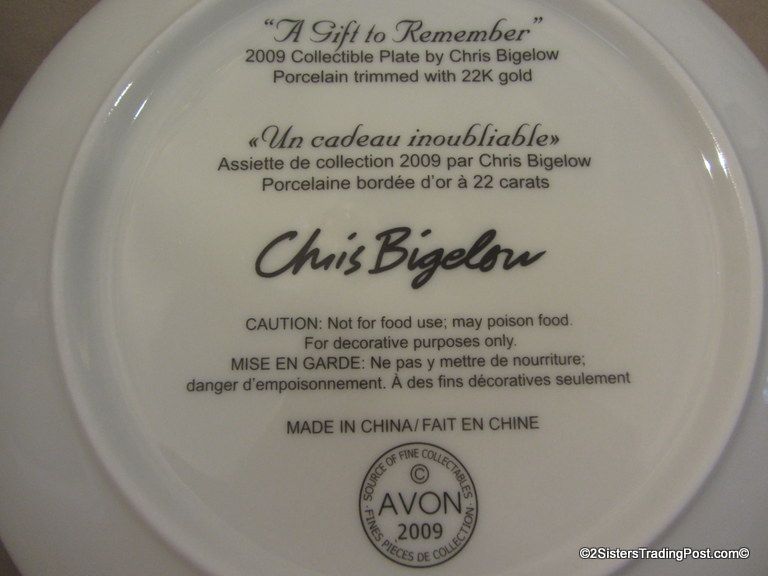 "A Gift to Remember"
2009 Collectible Plate by Chris Bigelow
Porcelain trimmed with 22K gold
«Un cadeau inoubliable»
Assiette de collection 2009 par Chris Bigelow
Porcelaine bordée d'or à 22 carats
Chris Bigelow
CAUTION: Not for food use; may poison food.
For decorative purposes only.
MISE EN GARDE: Ne pas y mettre de nourriture;
danger d'empoisonnement. À des fins décoratives seulement
MADE IN CHINA/FAIT EN CHINE
SOURCE OF FINE COLLECTABLES
©
AVON
2009
FINES PIÈCES DE COLLECTION
©2SistersTradingPost.com©